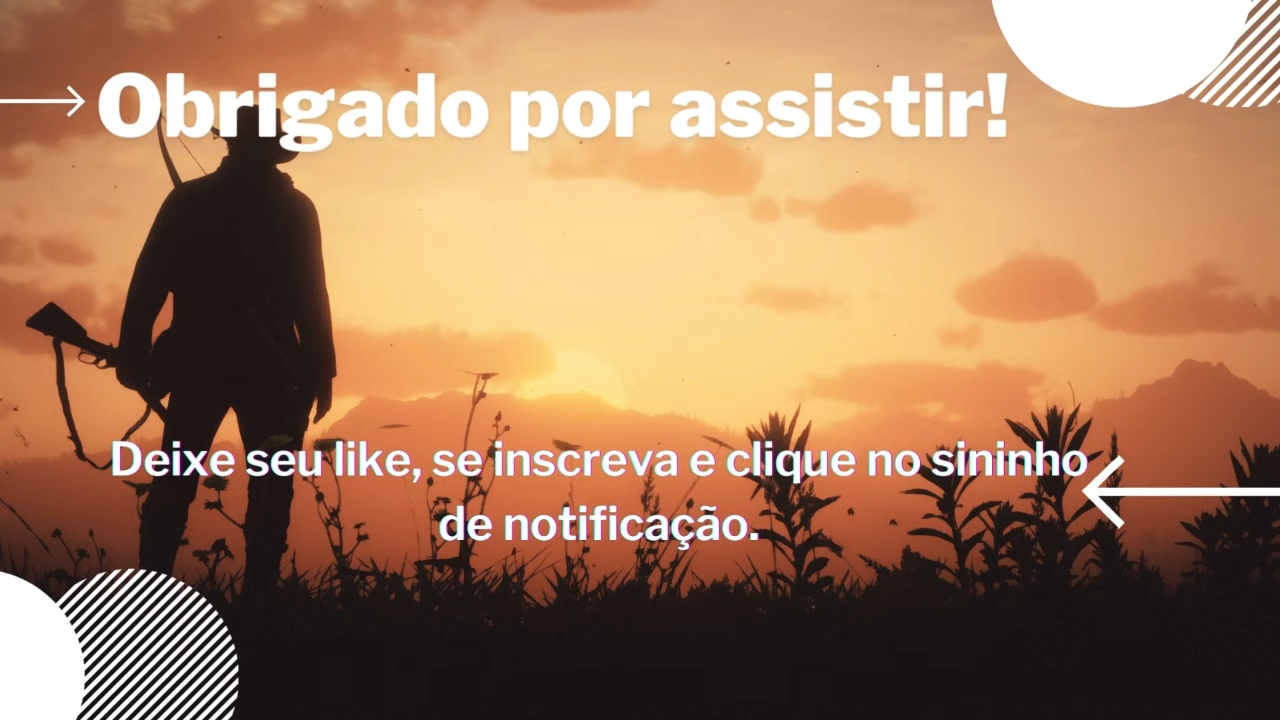 Obrigado por assistir!
Deixe seu like, se inscreva e clique no sininho
de notificação.